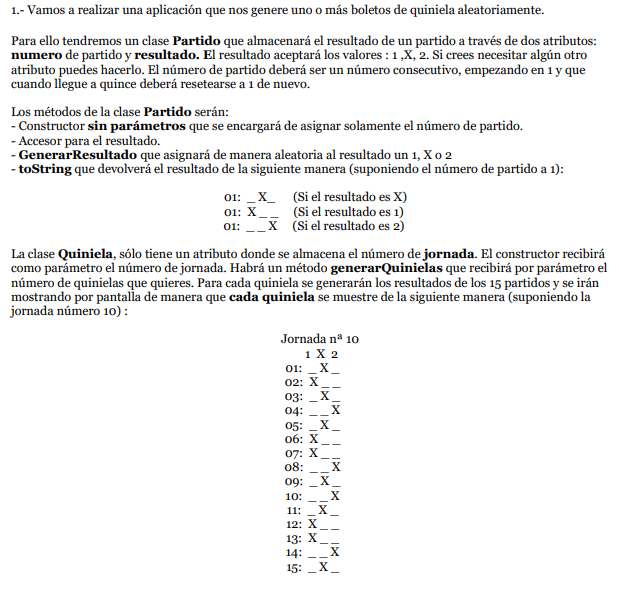 1.- Vamos a realizar una aplicación que nos genere uno o más boletos de quiniela aleatoriamente.
Para ello tendremos un clase Partido que almacenará el resultado de un partido a través de dos atributos:
numero de partido y resultado. El resultado aceptará los valores : 1 ,X, 2. Si crees necesitar algún otro
atributo puedes hacerlo. El número de partido deberá ser un número consecutivo, empezando en 1 y que
cuando llegue a quince deberá resetearse a 1 de nuevo.
Los métodos de la clase Partido serán:
- Constructor sin parámetros que se encargará de asignar solamente el número de partido.
- Accesor para el resultado.
- GenerarResultado que asignará de manera aleatoria al resultado un 1, X o 2
- toString que devolverá el resultado de la siguiente manera (suponiendo el número de partido a 1):
01: _ X_ (Si el resultado es X)
01: X _ _ (Si el resultado es 1)
01: _ _ X (Si el resultado es 2)
La clase Quiniela, sólo tiene un atributo donde se almacena el número de jornada. El constructor recibirá
como parámetro el número de jornada. Habrá un método generarQuinielas que recibirá por parámetro el
número de quinielas que quieres. Para cada quiniela se generarán los resultados de los 15 partidos y se irán
mostrando por pantalla de manera que cada quiniela se muestre de la siguiente manera (suponiendo la
jornada número 10) :
Jornada nª 10
1 X 2
01: _ X _
02: X _ _
03: _ X _
04: _ _ X
05: _ X _
06: X _ _
07: X _ _
08: _ _ X
09: _ X _
10: _ _ X
11: _ X _
12: X _ _
13: X _ _
14: _ _ X
15: _ X _